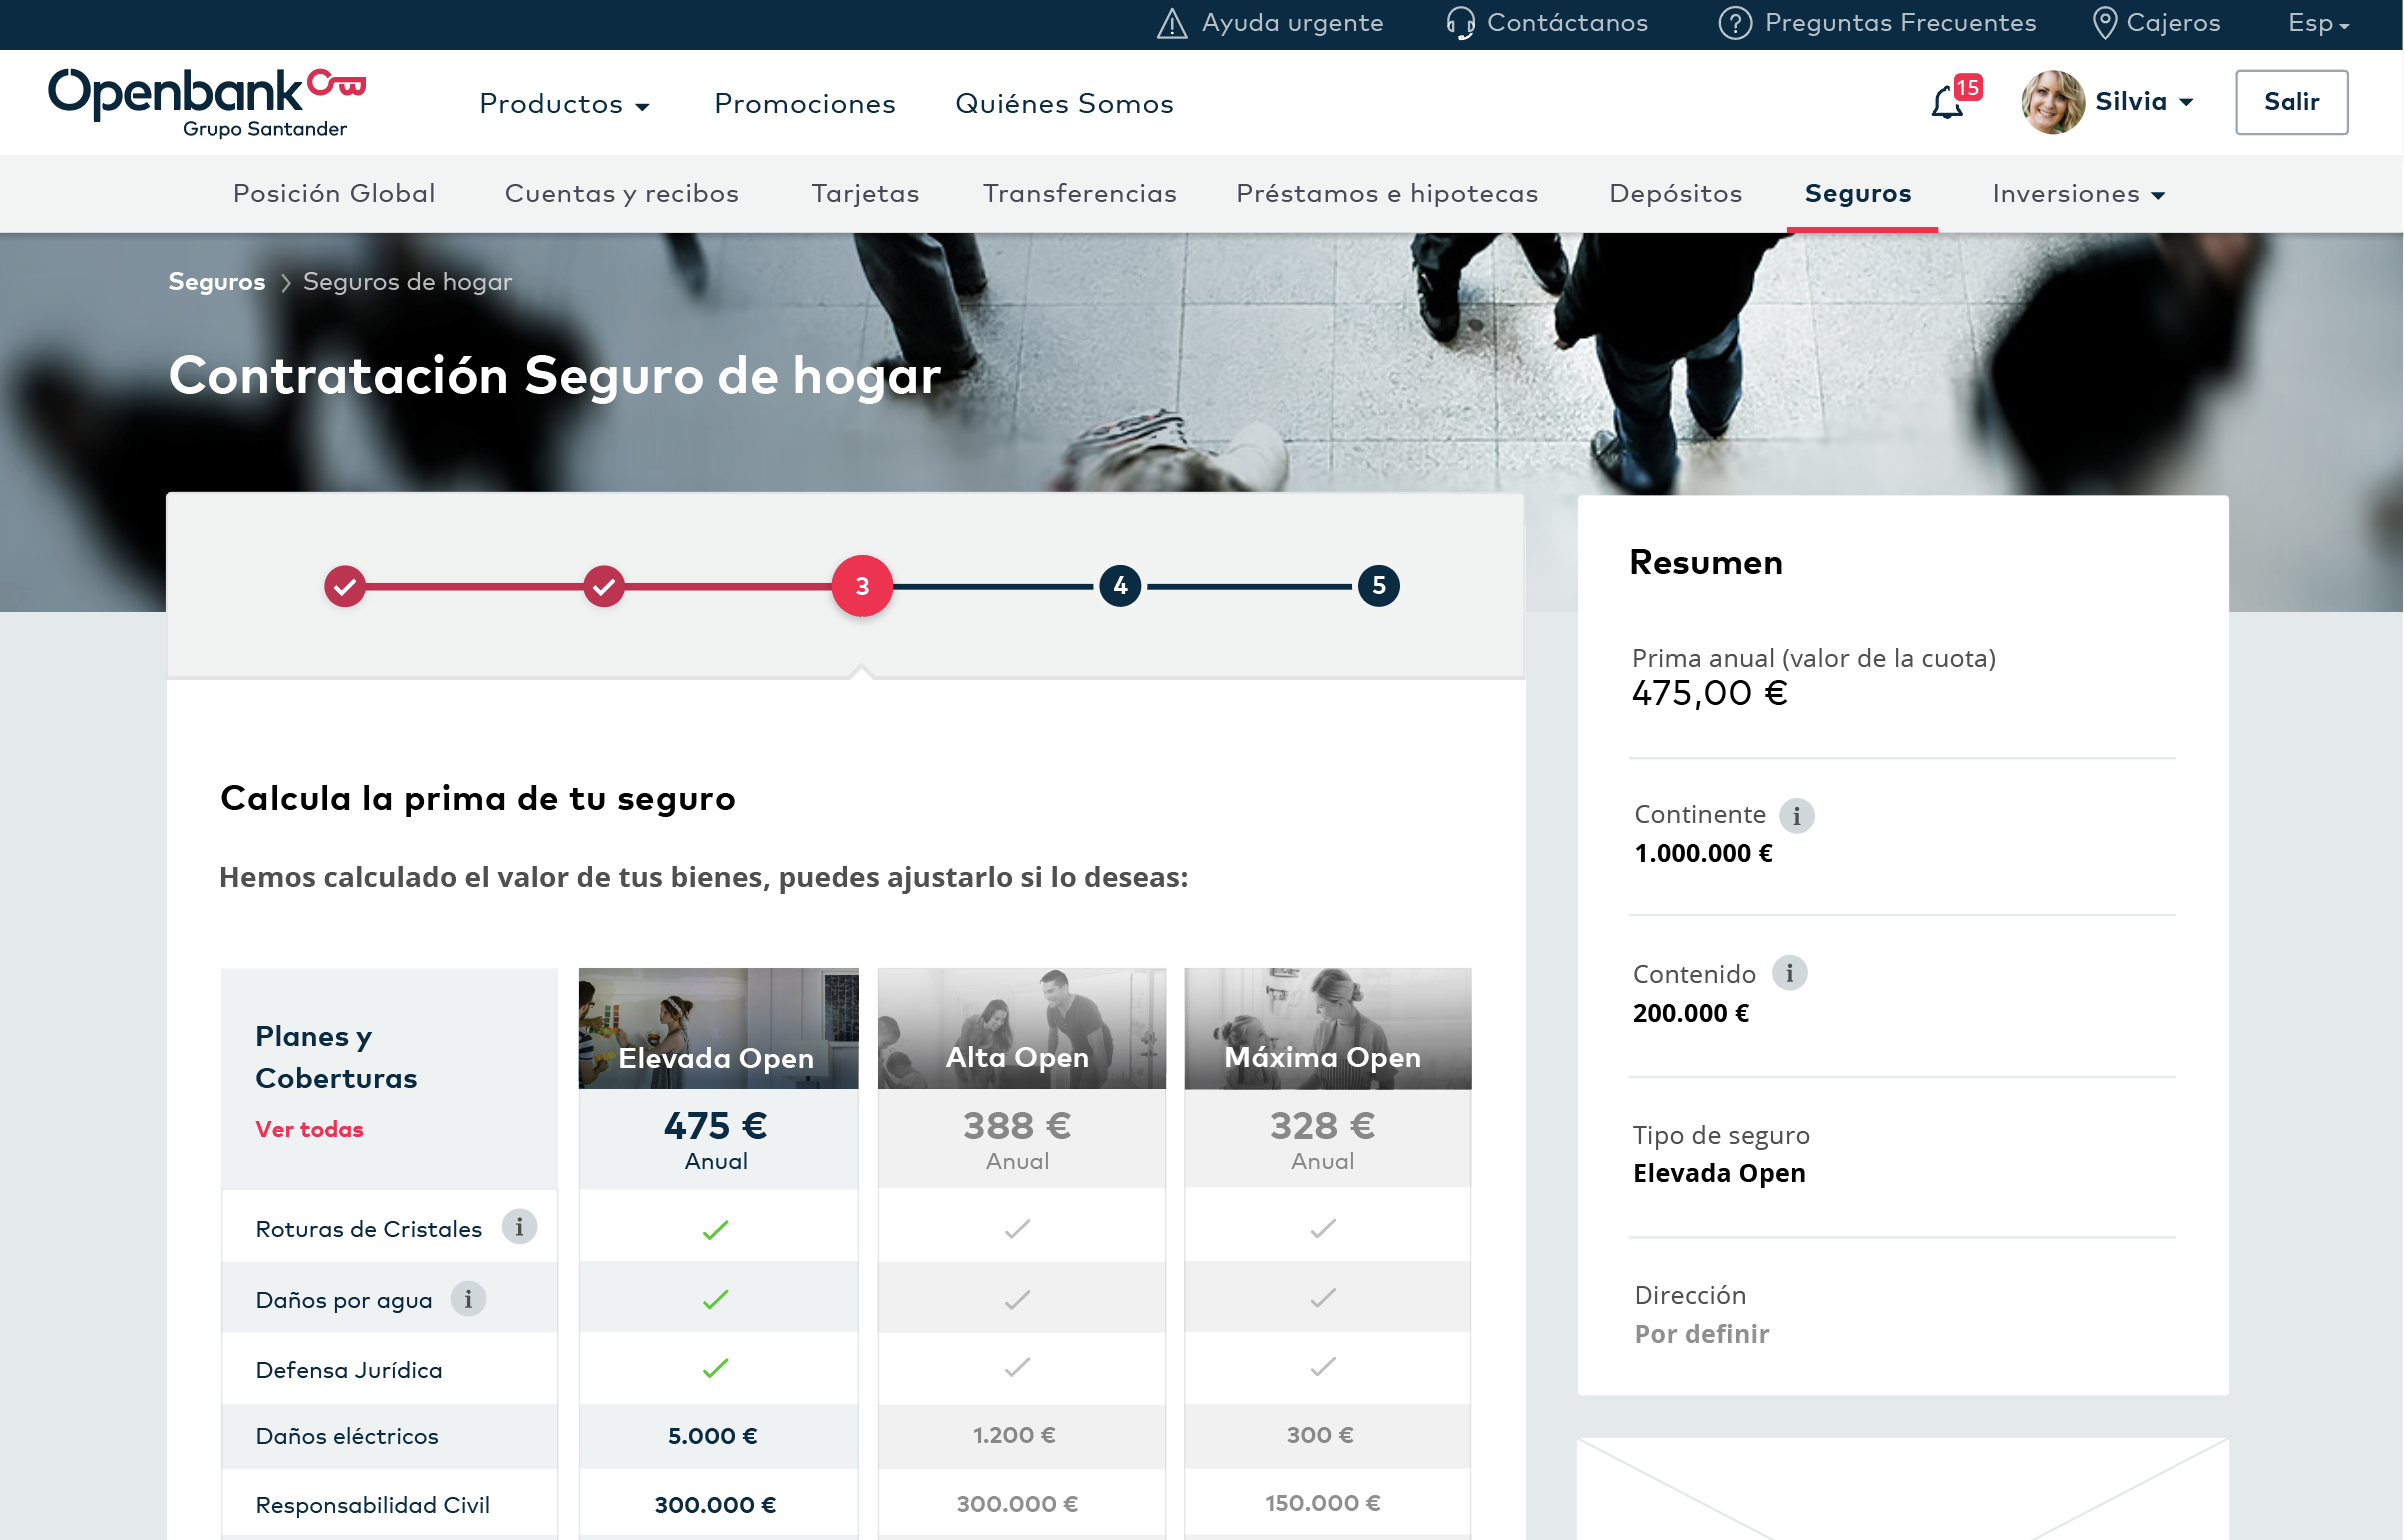 Ayuda urgente Contáctanos Preguntas Frecuentes Cajeros Esp
Openbank
Grupo Santander
Productos Promociones Quiénes Somos 15 Silvia Salir
Posición Global Cuentas y recibos Tarjetas Transferencias Préstamos e hipotecas Depósitos Seguros Inversiones
Seguros > Seguros de hogar
Contratación Seguro de hogar
3 4 5
Calcula la prima de tu seguro
Hemos calculado el valor de tus bienes, puedes ajustarlo si lo deseas:
Planes y
Coberturas
Ver todas
Elevada Open Alta Open Máxima Open
475 € 388 € 328 €
Anual Anual Anual
Roturas de Cristales i
Daños por agua i
Defensa Jurídica
Daños eléctricos 5.000 € 1.200 € 300 €
Responsabilidad Civil 300.000 € 300.000 € 150.000 €
Resumen
Prima anual (valor de la cuota)
475,00 €
Continente i
1.000.000 €
Contenido i
200.000 €
Tipo de seguro
Elevada Open
Dirección
Por definir